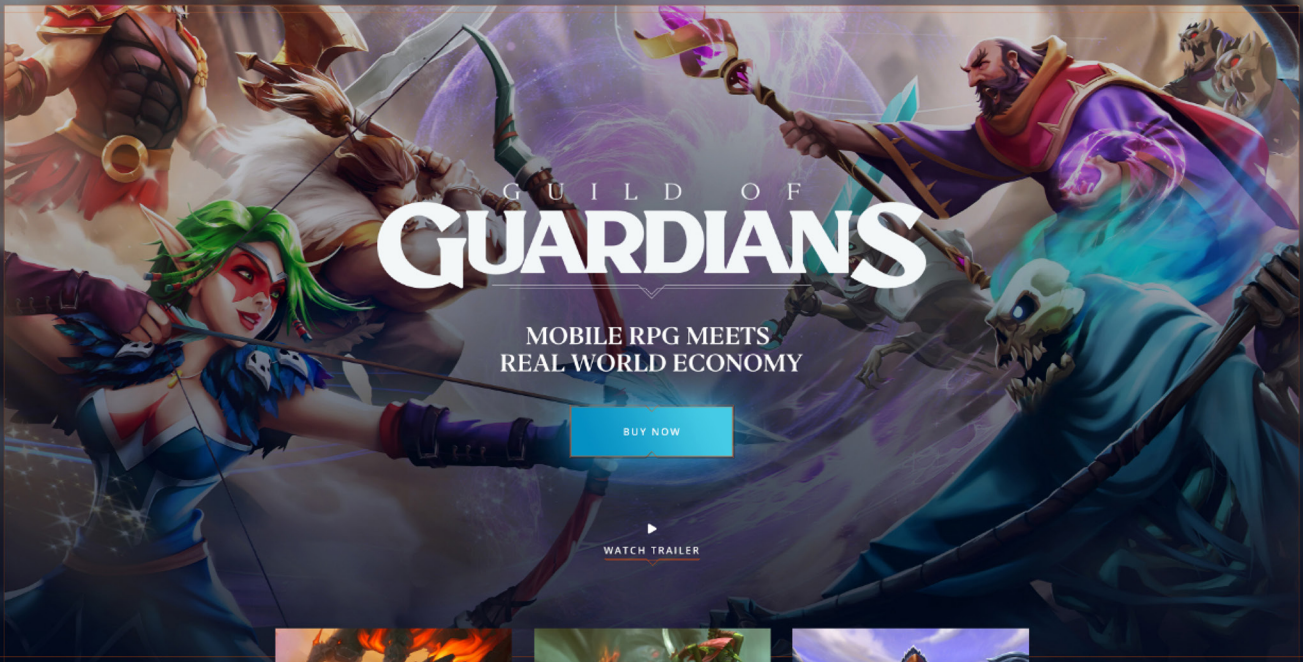 GUILD OF
GUARDIANS
MOBILE RPG MEETS
REAL WORLD ECONOMY
BUY NOW
WATCH TRAILER